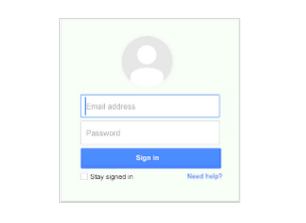 Email address
Password
Sign in
Stay signed in
Need help?